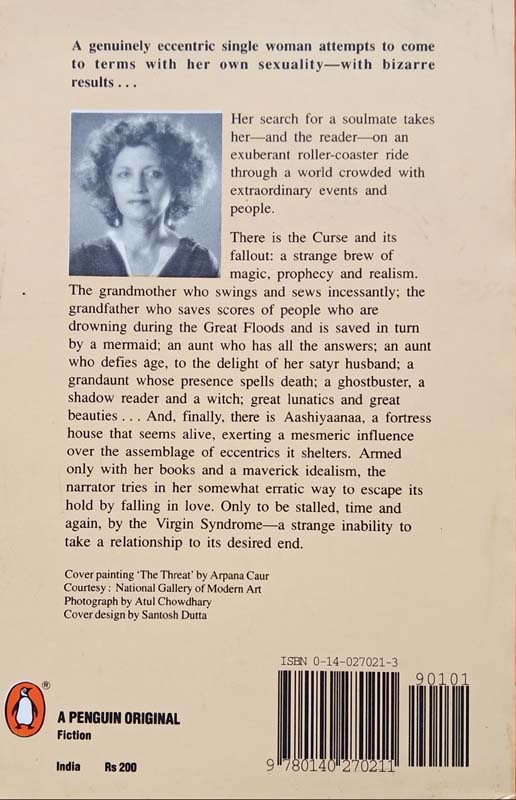 A genuinely eccentric single woman attempts to come
to terms with her own sexuality—with bizarre
results . . .
Her search for a soulmate takes
her—and the reader—on an
exuberant roller-coaster ride
through a world crowded with
extraordinary events and
people.
There is the Curse and its
fallout: a strange brew of
magic, prophecy and realism.
The grandmother who swings and sews incessantly; the
grandfather who saves scores of people who are
drowning during the Great Floods and is saved in turn
by a mermaid; an aunt who has all the answers; an aunt
who defies age, to the delight of her satyr husband; a
grandaunt whose presence spells death; a ghostbuster, a
shadow reader and a witch; great lunatics and great
beauties . . . And, finally, there is Aashiyaanaa, a fortress
house that seems alive, exerting a mesmeric influence
over the assemblage of eccentrics it shelters. Armed
only with her books and a maverick idealism, the
narrator tries in her somewhat erratic way to escape its
hold by falling in love. Only to be stalled, time and
again, by the Virgin Syndrome—a strange inability to
take a relationship to its desired end.
Cover painting 'The Threat' by Arpana Caur
Courtesy : National Gallery of Modern Art
Photograph by Atul Chowdhary
Cover design by Santosh Dutta
ISBN 0-14-027021-3
90101
9 780140 270211
®
A PENGUIN ORIGINAL
Fiction
India Rs 200